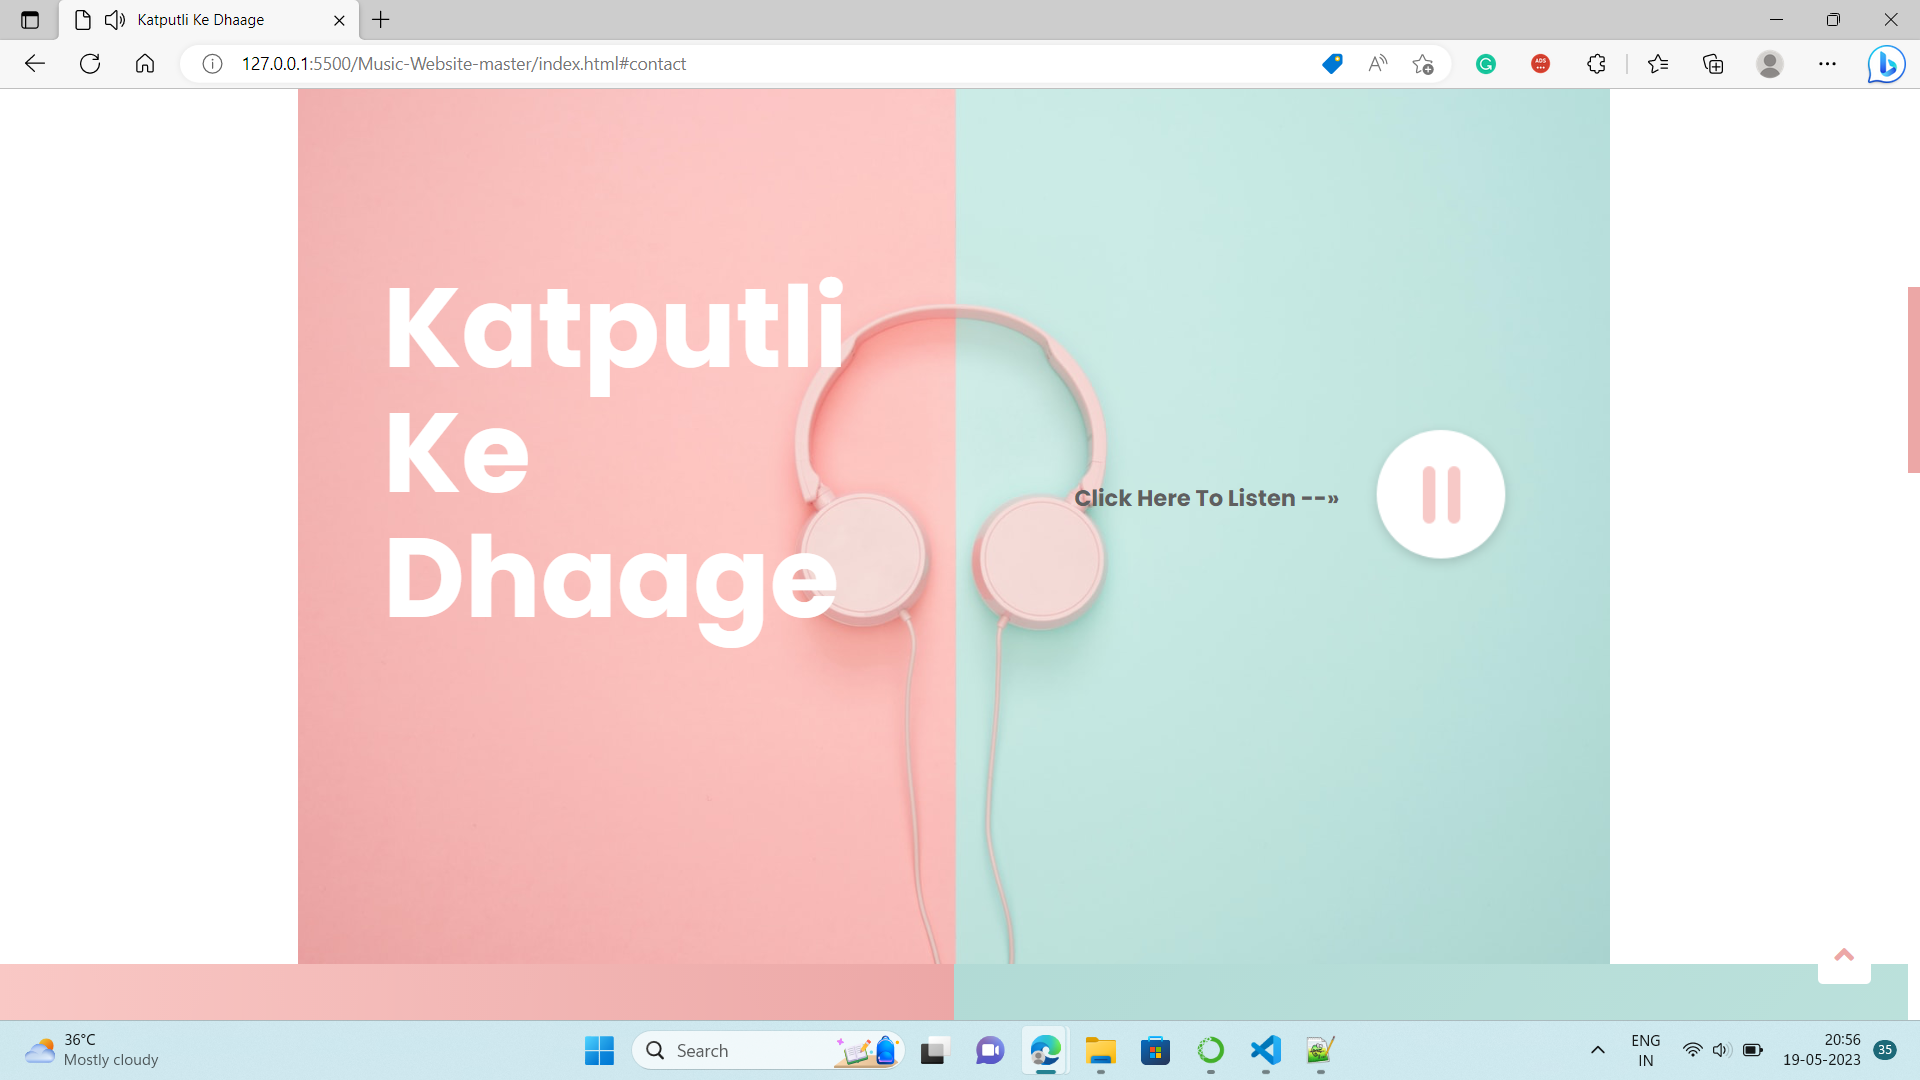 Katputli Ke Dhaage
127.0.0.1:5500/Music-Website-master/index.html#contact
ADS
Katputli
Ke
Dhaage
Click Here To Listen --»
36°C
Mostly cloudy
Search
ENG
IN
20:56
19-05-2023
35